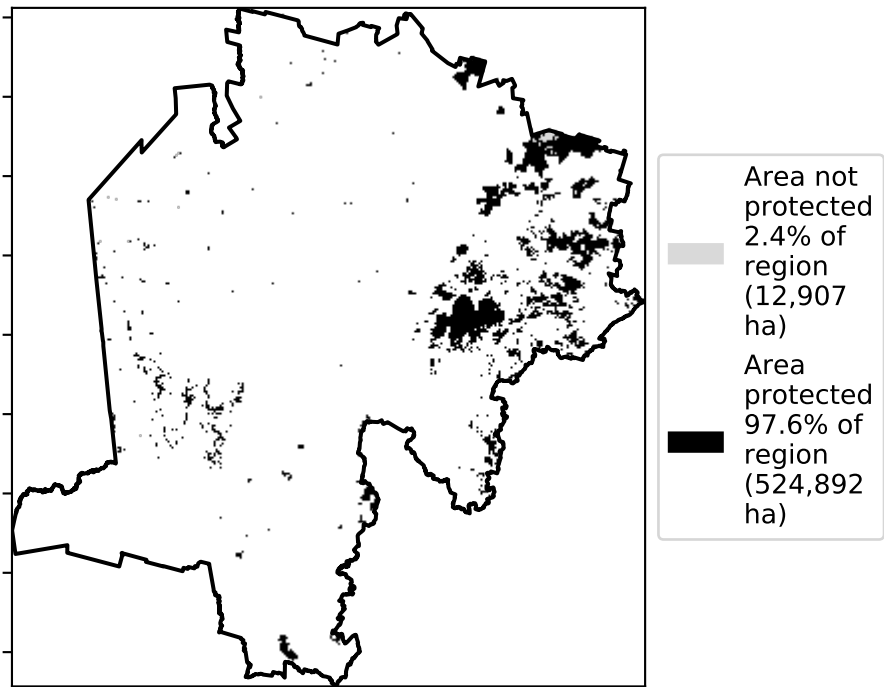 Area not
protected
2.4% of
region
(12,907
ha)
Area
protected
97.6% of
region
(524,892
ha)